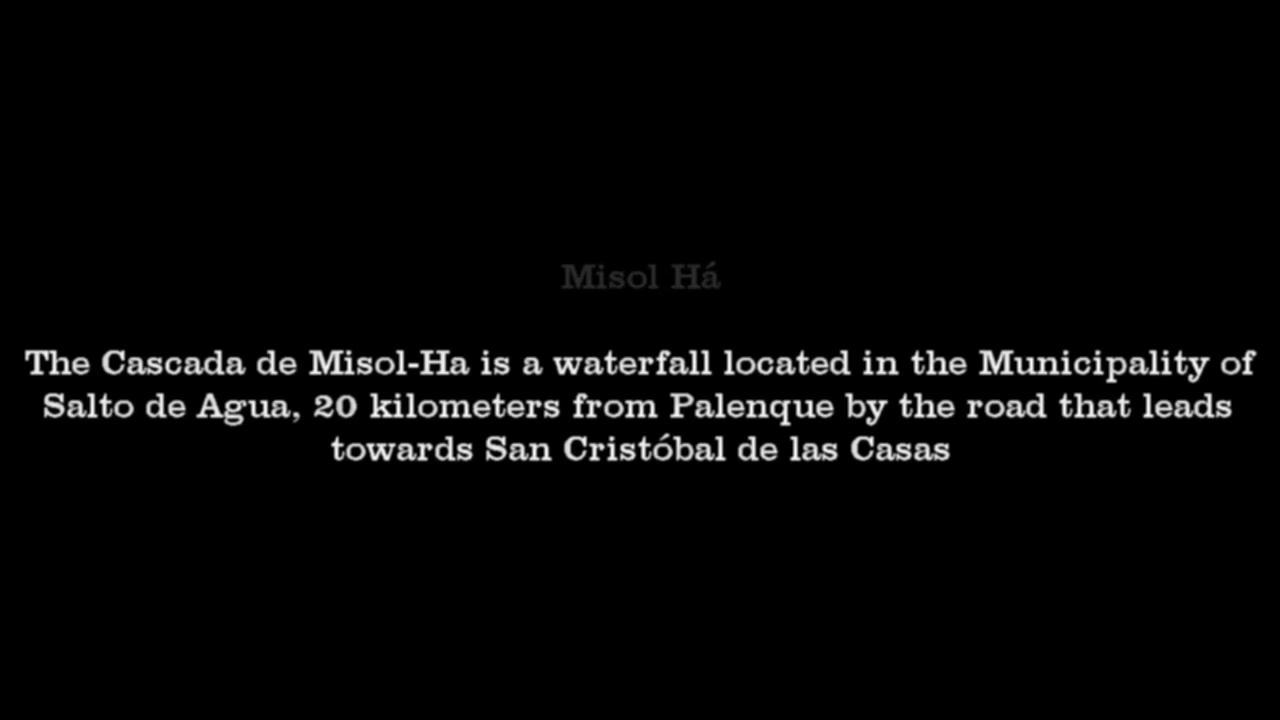 Misol Há
The Cascada de Misol-Ha is a waterfall located in the Municipality of
Salto de Agua, 20 kilometers from Palenque by the road that leads
towards San Cristóbal de las Casas